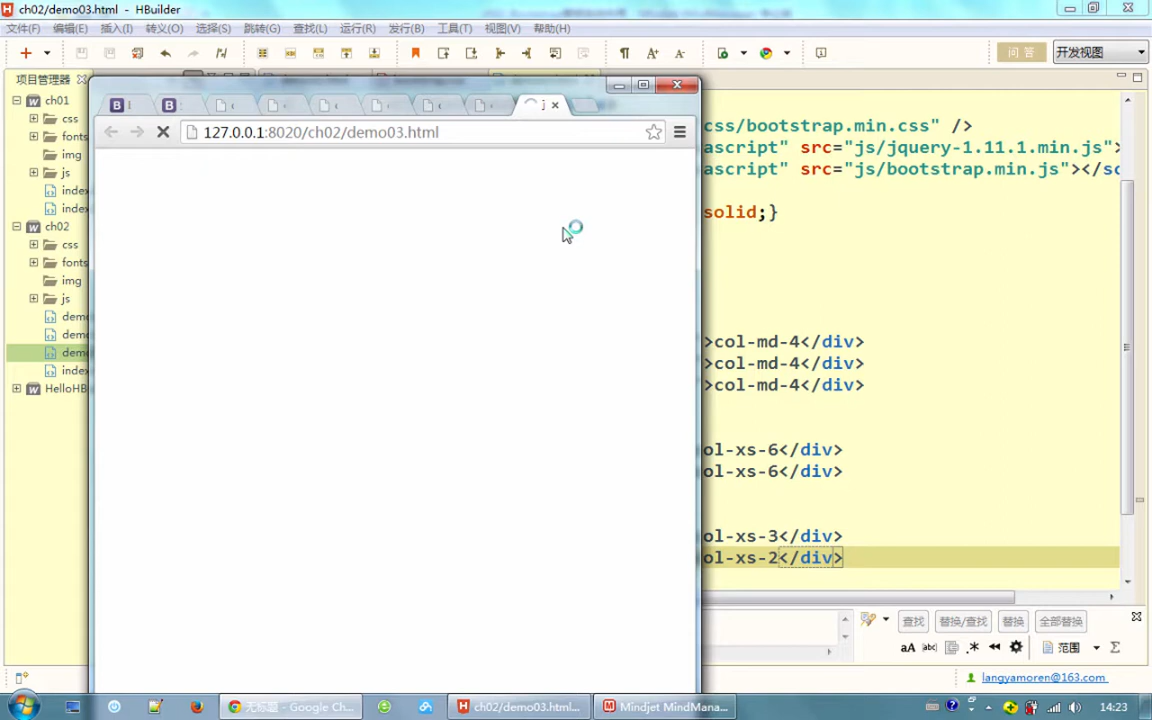 ch02/demo03.html - HBuilder
文件(F) 编辑(E) 插入(I) 转义(O) 选择(S) 跳转(G) 查找(L) 运行(R) 发行(B) 工具(T) 视图(V) 帮助(H)
问 答 开发视图
项目管理器
ch01
css
fonts
img
js
index
index
ch02
css
fonts
img
js
demo
demo
demo
index
HelloHB
127.0.0.1:8020/ch02/demo03.html
css/bootstrap.min.css" />
ascript" src="js/jquery-1.11.1.min.js">
ascript" src="js/bootstrap.min.js"></sc
solid;}
>col-md-4</div>
>col-md-4</div>
>col-md-4</div>
ol-xs-6</div>
ol-xs-6</div>
ol-xs-3</div>
ol-xs-2</div>
查找 替换/查找 替换 全部替换
aA abc .* 范围 Σ
langyamoren@163.com
无标题 - Google Ch... ch02/demo03.html... Mindjet MindMana... 14:23